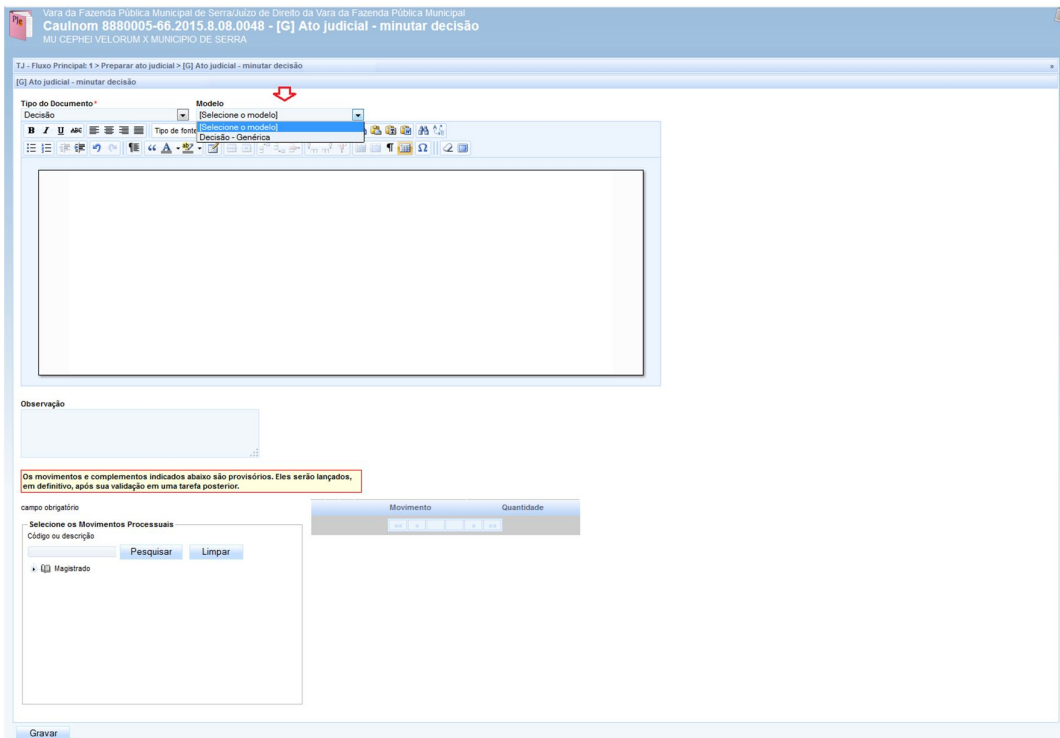 Vara da Fazenda Pública Municipal de Serra/Juízo de Direito da Vara da Fazenda Pública Municipal
PJe CauInom 8880005-66.2015.8.08.0048 - [G] Ato judicial - minutar decisão
MU CEPHEI VELORUM X MUNICIPIO DE SERRA
TJ - Fluxo Principal: 1 > Preparar ato judicial > [G] Ato judicial - minutar decisão
[G] Ato judicial - minutar decisão
Tipo do Documento* Modelo
Decisão [Selecione o modelo]
B I U ABC Tipo de fonte [Selecione o modelo]
Decisão - Genérica
Observação
Os movimentos e complementos indicados abaixo são provisórios. Eles serão lançados,
em definitivo, após sua validação em uma tarefa posterior.
campo obrigatório Movimento Quantidade
Selecione os Movimentos Processuais
Código ou descrição
Pesquisar Limpar
Magistrado
Gravar